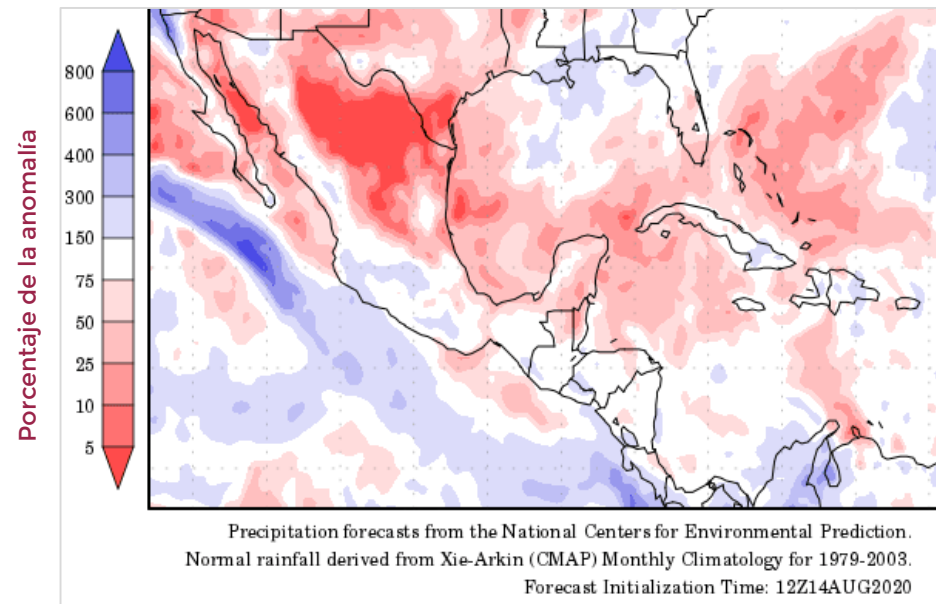 Porcentaje de la anomalía
800
600
400
300
150
75
50
25
10
5
Precipitation forecasts from the National Centers for Environmental Prediction.
Normal rainfall derived from Xie-Arkin (CMAP) Monthly Climatology for 1979-2003.
Forecast Initialization Time: 12Z14AUG2020